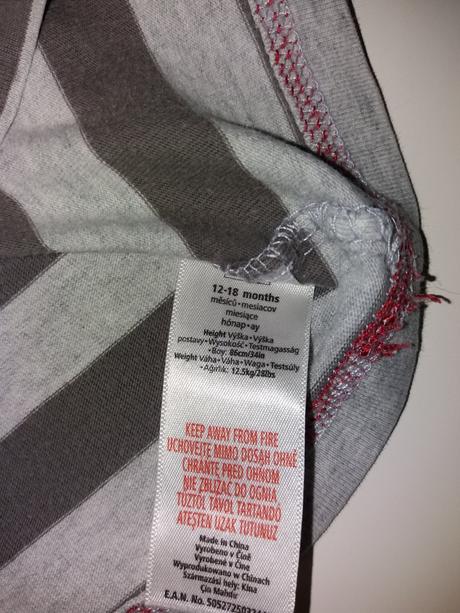 12-18 months
měsíců•mesiacov
miesiące
hónap•ay
Height Výška•Výška
postavy•Wysokość•Testmagasság
•Boy: 86cm/34in
Weight Váha•Váha•Waga•Testsúly
•Ağırlık: 12.5kg/28lbs
KEEP AWAY FROM FIRE
UCHOVEJTE MIMO DOSAH OHNĚ
CHRÁNTE PRED OHŇOM
NIE ZBLIŻAĆ DO OGNIA
TŰZTŐL TÁVOL TARTANDÓ
ATEŞTEN UZAK TUTUNUZ
Made in China
Vyrobeno v Číně
Vyrobené v Číne
Wyprodukowano w Chinach
Származási hely: Kína
Çin Malıdır
E.A.N. No.